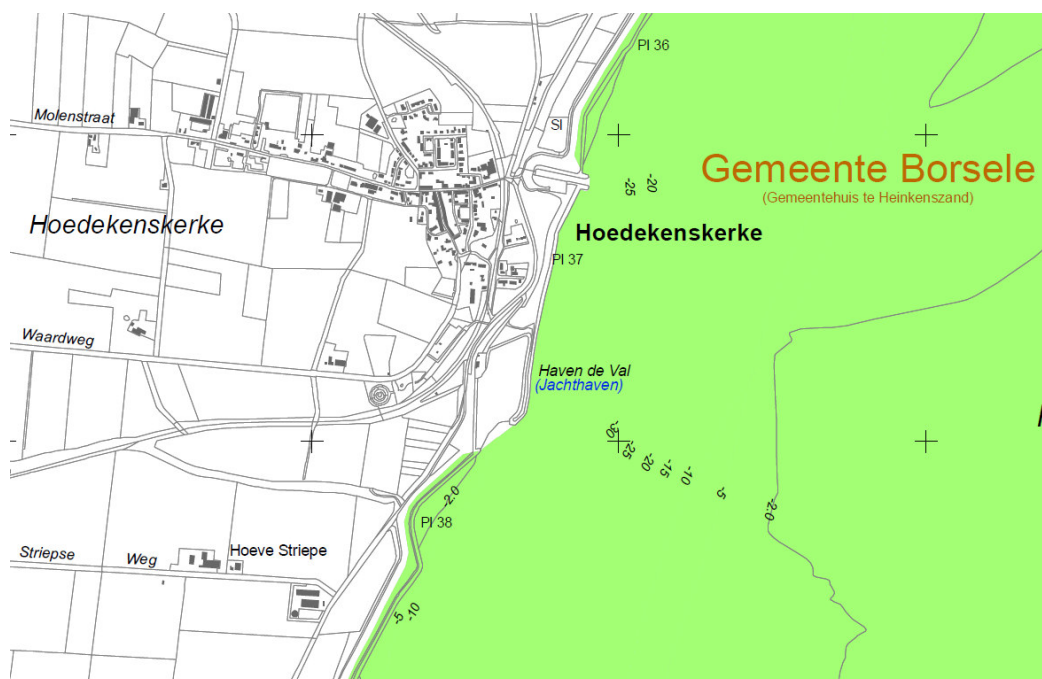 Pl 36
Molenstraat
Sl
Gemeente Borsele
(Gemeentehuis te Heinkenszand)
-25
-20
Hoedekenskerke
Hoedekenskerke
Pl 37
Waardweg
Haven de Val
(Jachthaven)
-30
-25
-20
-15
-10
-5
-2.0
-2.0
Pl 38
Striepse Weg
Hoeve Striepe
-5
-10